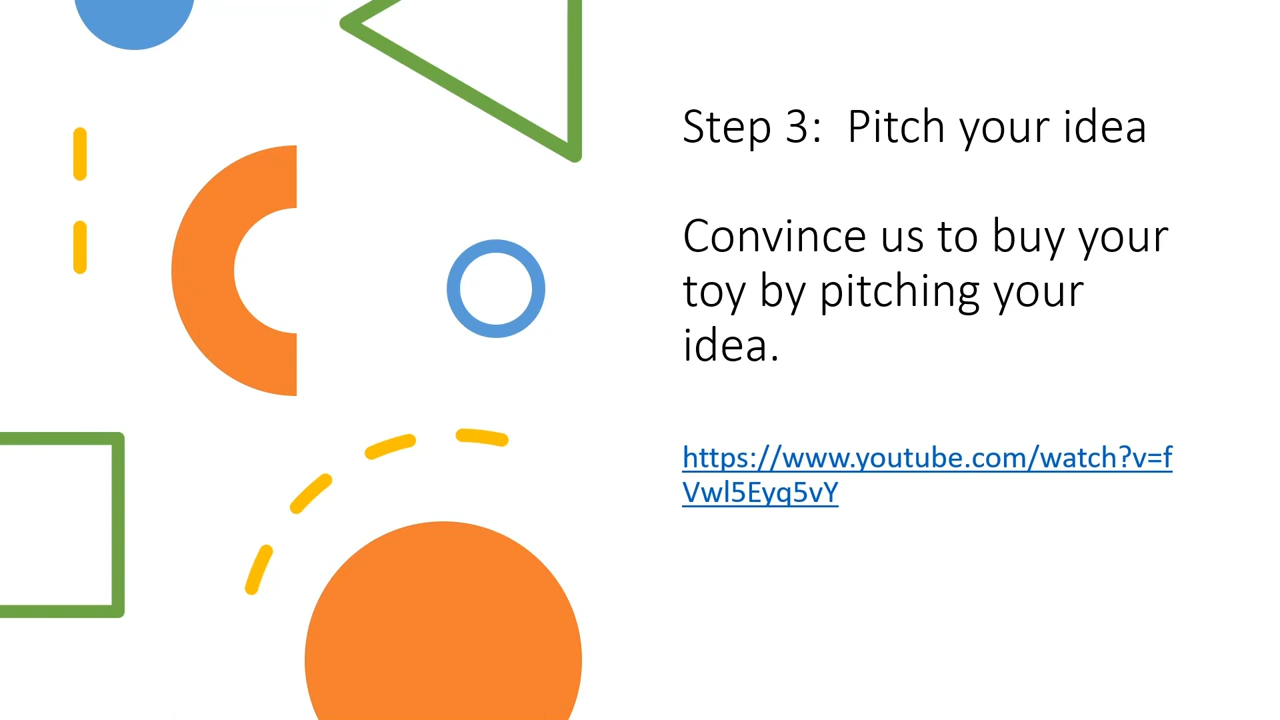 Step 3:  Pitch your idea
Convince us to buy your
toy by pitching your
idea.
https://www.youtube.com/watch?v=f
Vwl5Eyq5vY